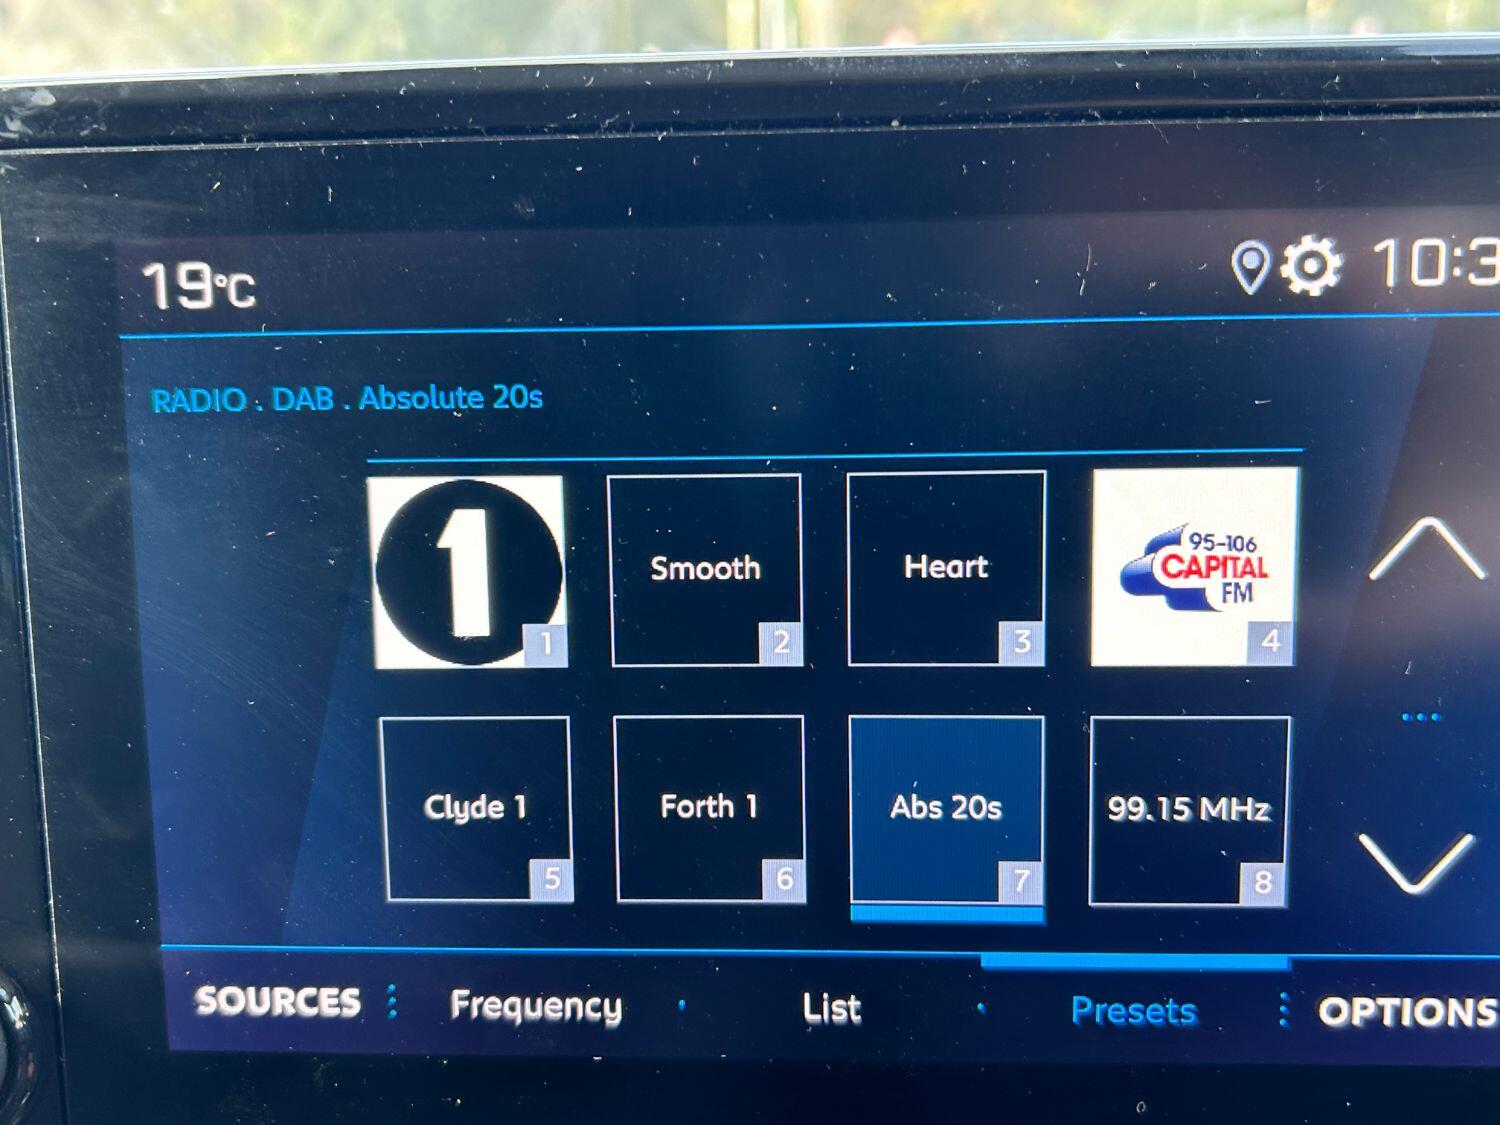 19°C
10:3
RADIO . DAB . Absolute 20s
1
1
Smooth
2
Heart
3
95-106
CAPITAL
FM
4
Clyde 1
5
Forth 1
6
Abs 20s
7
99.15 MHz
8
SOURCES
Frequency
List
Presets
OPTIONS